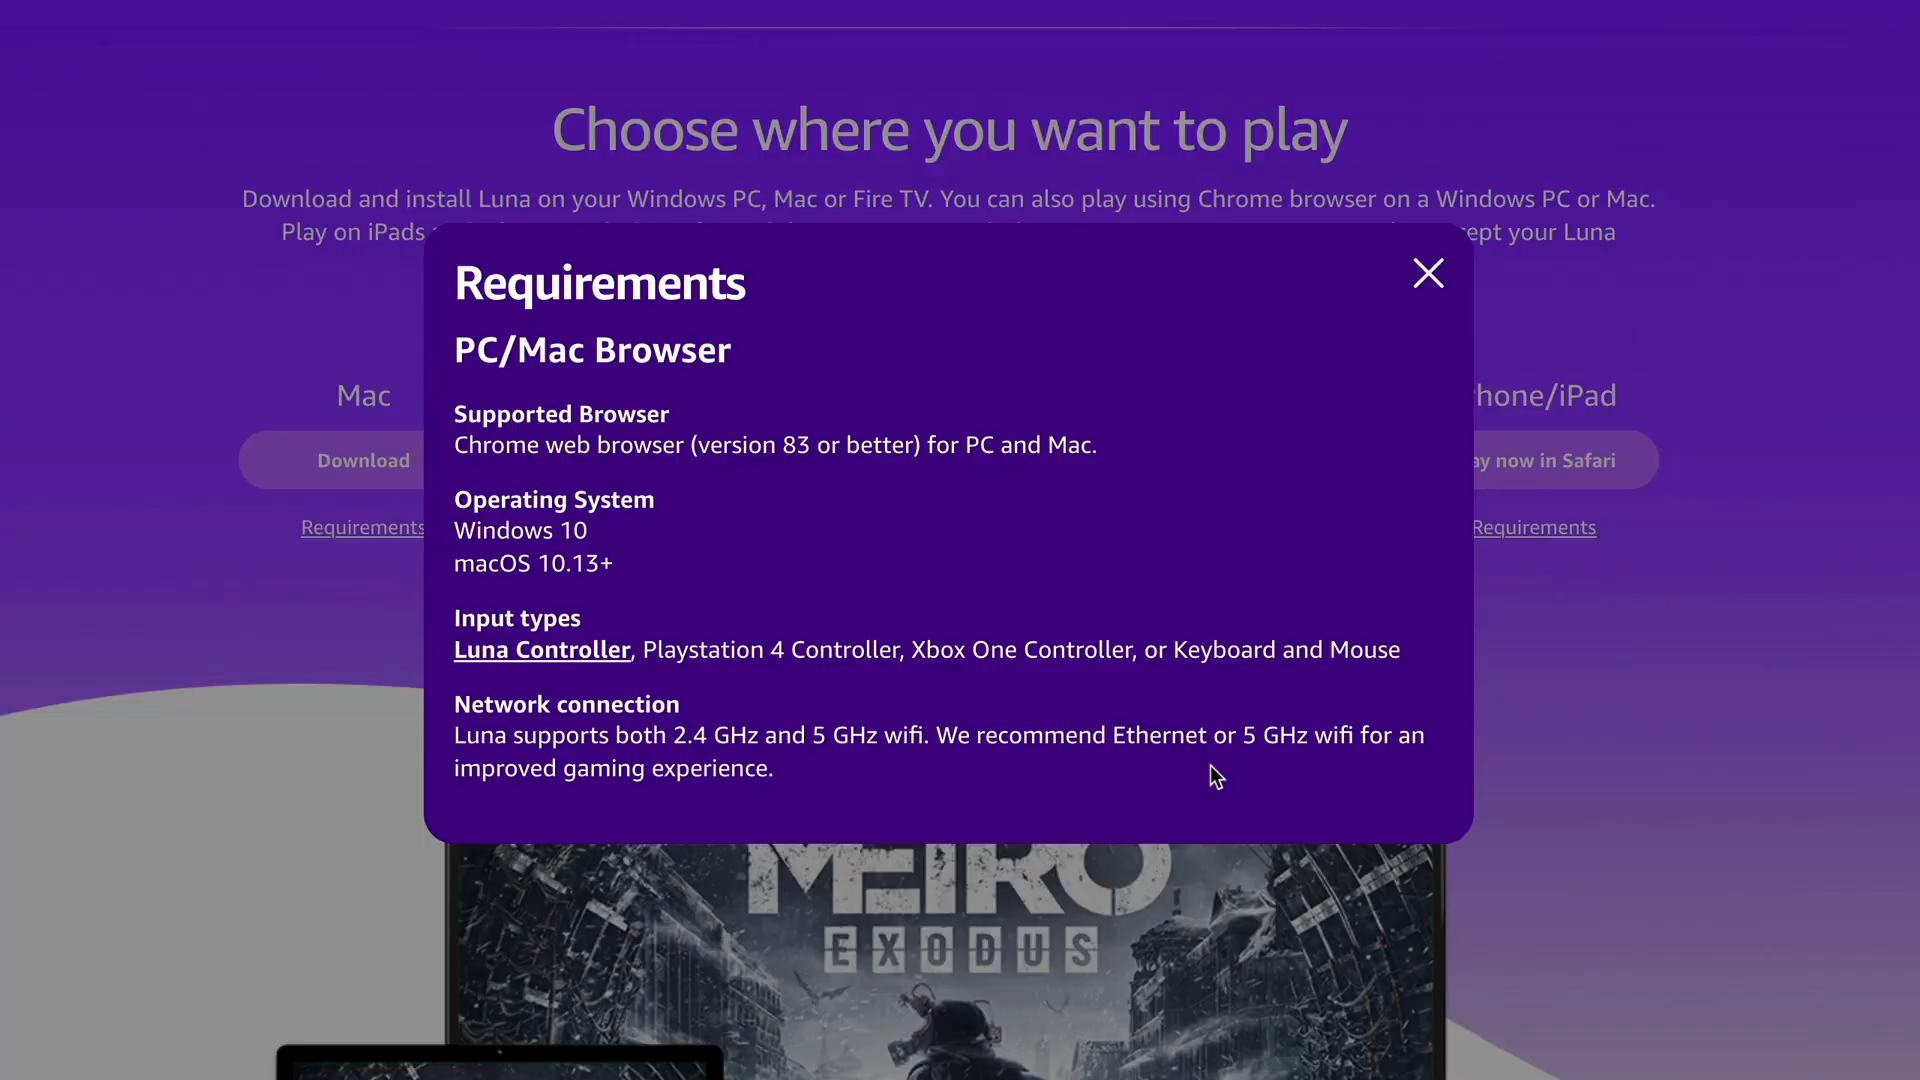 Choose where you want to play
Download and install Luna on your Windows PC, Mac or Fire TV. You can also play using Chrome browser on a Windows PC or Mac.
Play on iPads
ept your Luna
Requirements
PC/Mac Browser
Supported Browser
Chrome web browser (version 83 or better) for PC and Mac.
Operating System
Windows 10
macOS 10.13+
Input types
Luna Controller, Playstation 4 Controller, Xbox One Controller, or Keyboard and Mouse
Network connection
Luna supports both 2.4 GHz and 5 GHz wifi. We recommend Ethernet or 5 GHz wifi for an
improved gaming experience.
Mac
Download
Requirements
hone/iPad
ay now in Safari
Requirements
METRO
EXODUS